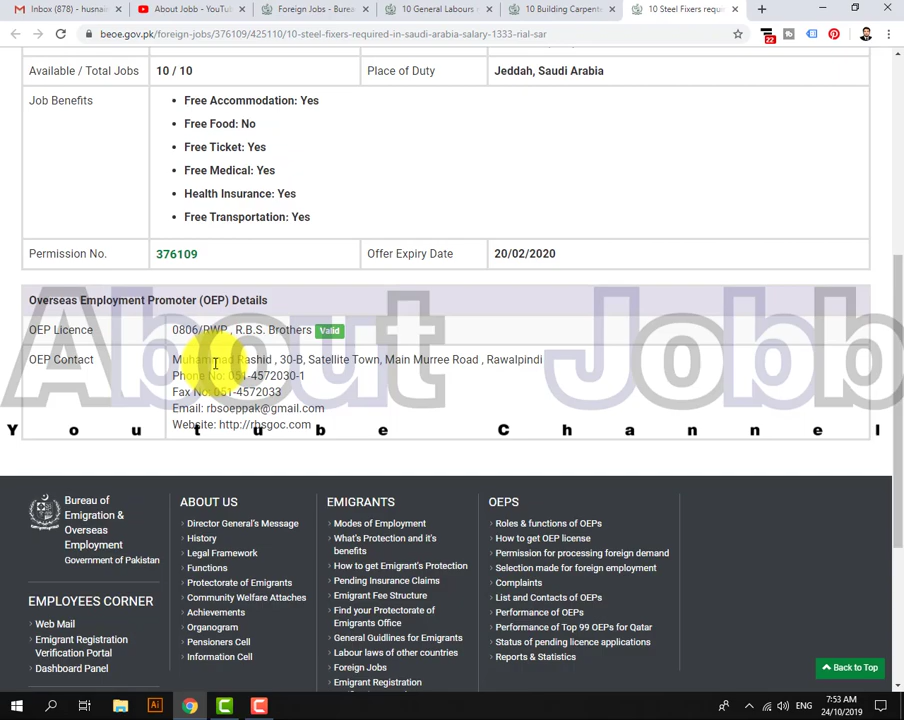 Inbox (878) - husnain
About Jobb - YouTu
Foreign Jobs - Burea
10 General Labours r
10 Building Carpente
10 Steel Fixers requi
beoe.gov.pk/foreign-jobs/376109/425110/10-steel-fixers-required-in-saudi-arabia-salary-1333-rial-sar
22
Available / Total Jobs
10 / 10
Place of Duty
Jeddah, Saudi Arabia
Job Benefits
Free Accommodation: Yes
Free Food: No
Free Ticket: Yes
Free Medical: Yes
Health Insurance: Yes
Free Transportation: Yes
Permission No.
376109
Offer Expiry Date
20/02/2020
Overseas Employment Promoter (OEP) Details
OEP Licence
0806/RWP , R.B.S. Brothers Valid
OEP Contact
Muhammad Rashid , 30-B, Satellite Town, Main Murree Road , Rawalpindi
Phone No: 051-4572030-1
Fax No: 051-4572033
Email: rbsoeppak@gmail.com
Website: http://rbsgoc.com
About Jobb
Youtube Channel
Bureau of
Emigration &
Overseas
Employment
Government of Pakistan
EMPLOYEES CORNER
Web Mail
Emigrant Registration
Verification Portal
Dashboard Panel
ABOUT US
Director General's Message
History
Legal Framework
Functions
Protectorate of Emigrants
Community Welfare Attaches
Achievements
Organogram
Pensioners Cell
Information Cell
EMIGRANTS
Modes of Employment
What's Protection and it's
benefits
How to get Emigrant's Protection
Pending Insurance Claims
Emigrant Fee Structure
Find your Protectorate of
Emigrants Office
General Guidlines for Emigrants
Labour laws of other countries
Foreign Jobs
Emigrant Registration
OEPS
Roles & functions of OEPs
How to get OEP license
Permission for processing foreign demand
Selection made for foreign employment
Complaints
List and Contacts of OEPs
Performance of OEPs
Performance of Top 99 OEPs for Qatar
Status of pending licence applications
Reports & Statistics
Back to Top
Ai
ENG
7:53 AM
24/10/2019